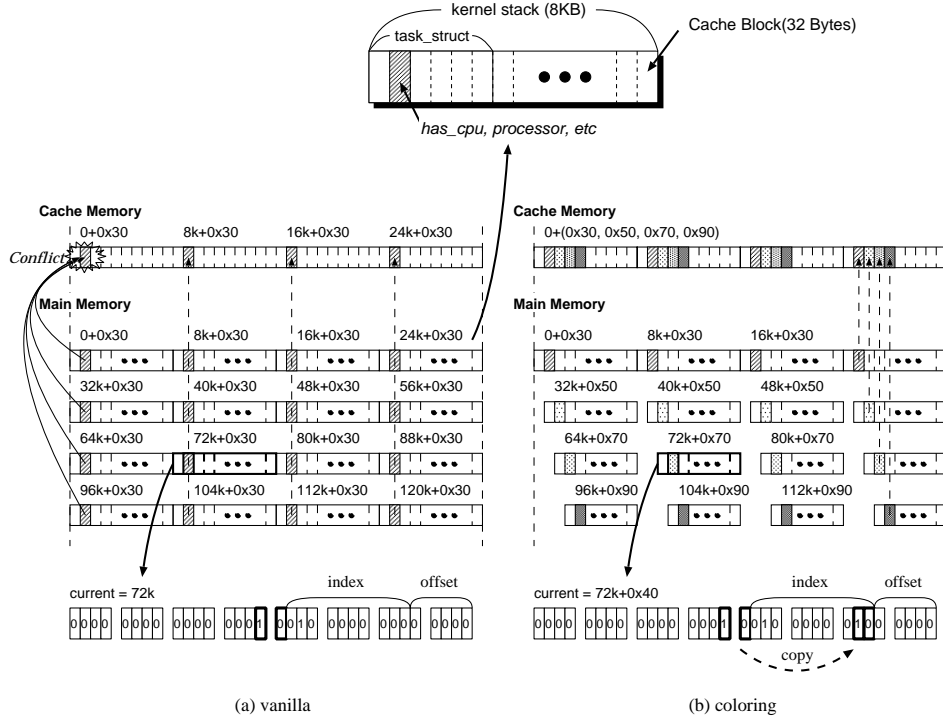 kernel stack (8KB)
task_struct
Cache Block(32 Bytes)
has_cpu, processor, etc
Cache Memory
0+0x30 8k+0x30 16k+0x30 24k+0x30
Conflict
Main Memory
0+0x30 8k+0x30 16k+0x30 24k+0x30
32k+0x30 40k+0x30 48k+0x30 56k+0x30
64k+0x30 72k+0x30 80k+0x30 88k+0x30
96k+0x30 104k+0x30 112k+0x30 120k+0x30
index offset
current = 72k
0000 0000 0000 0001 0010 0000 0000 0000
(a) vanilla
Cache Memory
0+(0x30, 0x50, 0x70, 0x90)
Main Memory
0+0x30 8k+0x30 16k+0x30
32k+0x50 40k+0x50 48k+0x50
64k+0x70 72k+0x70 80k+0x70
96k+0x90 104k+0x90 112k+0x90
index offset
current = 72k+0x40
0000 0000 0000 0001 0010 0000 0100 0000
copy
(b) coloring